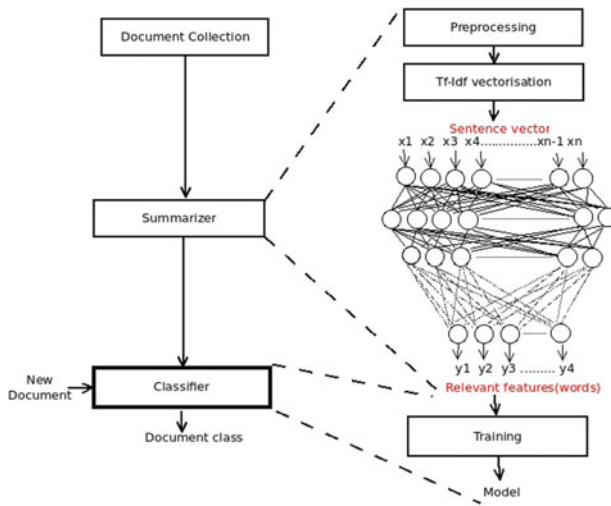 Document Collection
Summarizer
New
Document
Classifier
Document class
Preprocessing
Tf-Idf vectorisation
Sentence vector
x1 x2 x3 x4...............xn-1 xn
y1 y2 y3 ......... y4
Relevant features(words)
Training
Model